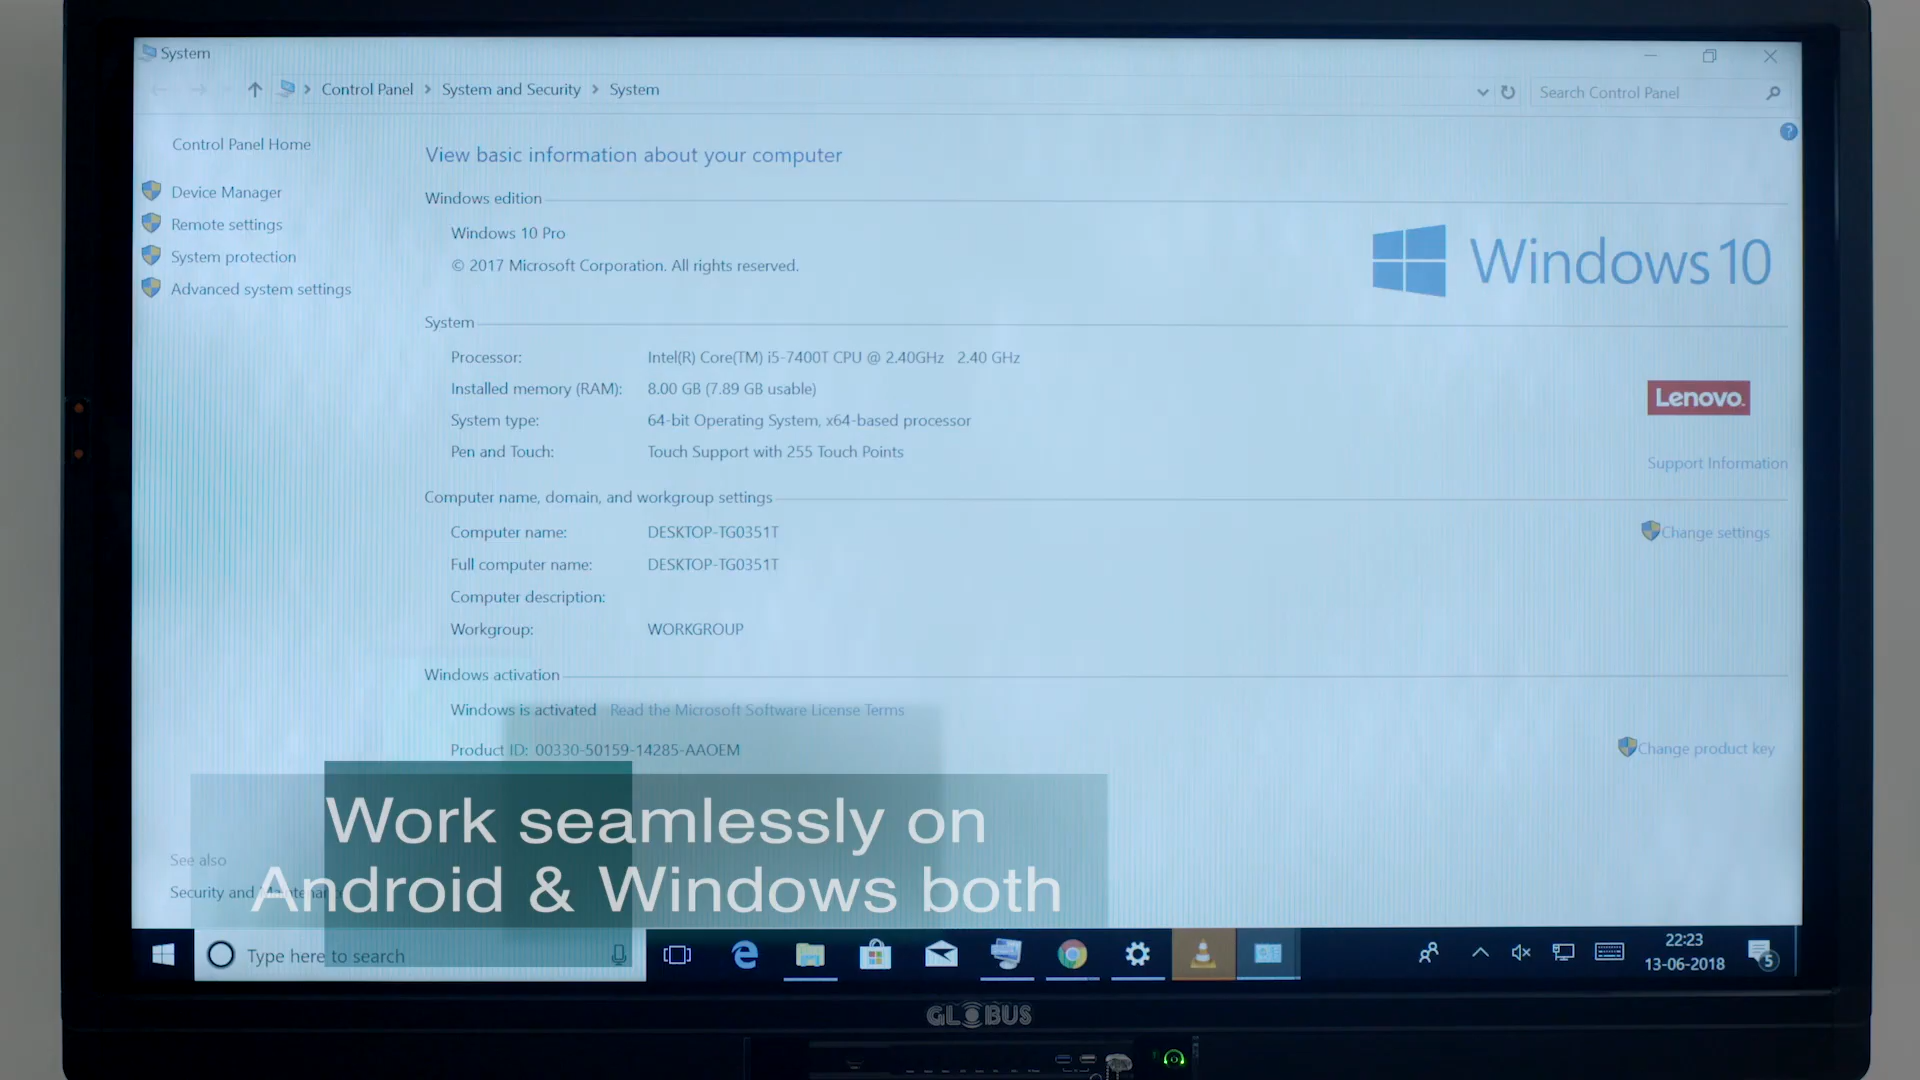 System
Control Panel > System and Security > System
Search Control Panel
Control Panel Home
Device Manager
Remote settings
System protection
Advanced system settings
View basic information about your computer
Windows edition
Windows 10 Pro
© 2017 Microsoft Corporation. All rights reserved.
Windows 10
System
Processor: Intel(R) Core(TM) i5-7400T CPU @ 2.40GHz 2.40 GHz
Installed memory (RAM): 8.00 GB (7.89 GB usable)
System type: 64-bit Operating System, x64-based processor
Pen and Touch: Touch Support with 255 Touch Points
Lenovo.
Support Information
Computer name, domain, and workgroup settings
Computer name: DESKTOP-TG0351T
Full computer name: DESKTOP-TG0351T
Computer description:
Workgroup: WORKGROUP
Change settings
Windows activation
Windows is activated Read the Microsoft Software License Terms
Product ID: 00330-50159-14285-AAOEM
Change product key
Work seamlessly on
Android & Windows both
See also
Security and Maintenance
Type here to search
22:23
13-06-2018
5
GLOBUS